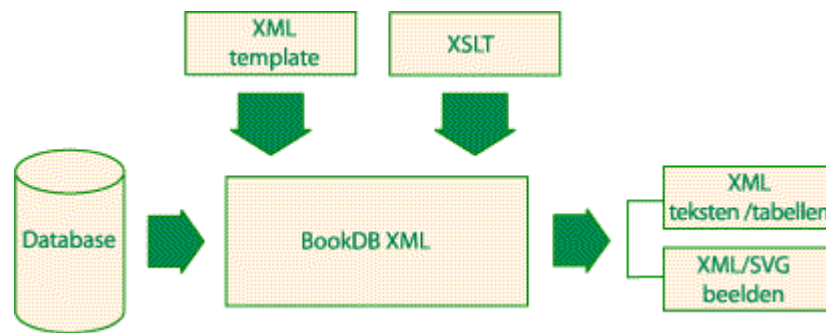 XML
template
XSLT
Database
BookDB XML
XML
teksten /tabellen
XML/SVG
beelden